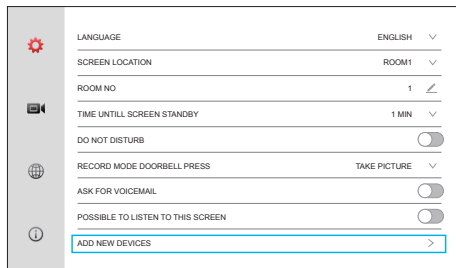 LANGUAGE ENGLISH
SCREEN LOCATION ROOM1
ROOM NO 1
TIME UNTILL SCREEN STANDBY 1 MIN
DO NOT DISTURB
RECORD MODE DOORBELL PRESS TAKE PICTURE
ASK FOR VOICEMAIL
POSSIBLE TO LISTEN TO THIS SCREEN
ADD NEW DEVICES